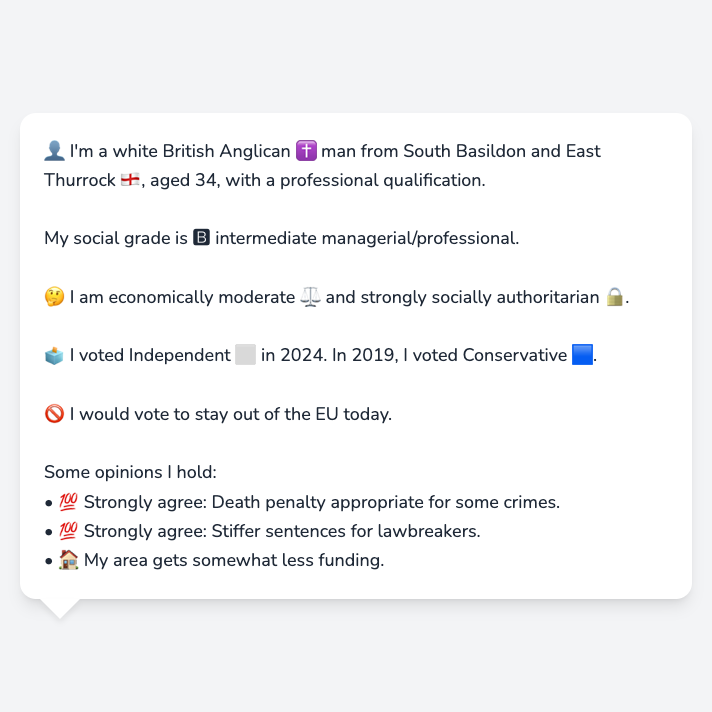 👤 I'm a white British Anglican ✝️ man from South Basildon and East
Thurrock 🏴󠁧󠁢󠁥󠁮󠁧󠁿, aged 34, with a professional qualification.
My social grade is 🅱 intermediate managerial/professional.
🤔 I am economically moderate ⚖️ and strongly socially authoritarian 🔒.
🗳️ I voted Independent ⬜ in 2024. In 2019, I voted Conservative 🟦.
🚫 I would vote to stay out of the EU today.
Some opinions I hold:
• 💯 Strongly agree: Death penalty appropriate for some crimes.
• 💯 Strongly agree: Stiffer sentences for lawbreakers.
• 🏠 My area gets somewhat less funding.